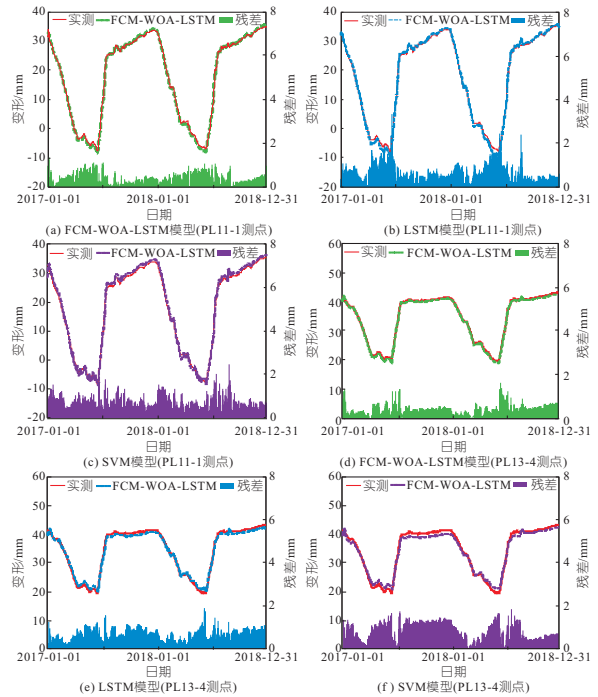 实测 FCM-WOA-LSTM 残差
40
30
20
10
0
-10
-20
8
6
4
2
0
变形/mm
残差/mm
2017-01-01 2018-01-01 2018-12-31
日期
(a) FCM-WOA-LSTM模型(PL11-1测点)
实测 FCM-WOA-LSTM 残差
40
30
20
10
0
-10
-20
8
6
4
2
0
变形/mm
残差/mm
2017-01-01 2018-01-01 2018-12-31
日期
(b) LSTM模型(PL11-1测点)
实测 FCM-WOA-LSTM 残差
40
30
20
10
0
-10
-20
8
6
4
2
0
变形/mm
残差/mm
2017-01-01 2018-01-01 2018-12-31
日期
(c) SVM模型(PL11-1测点)
实测 FCM-WOA-LSTM 残差
60
50
40
30
20
10
0
8
6
4
2
0
变形/mm
残差/mm
2017-01-01 2018-01-01 2018-12-31
日期
(d) FCM-WOA-LSTM模型(PL13-4测点)
实测 FCM-WOA-LSTM 残差
60
50
40
30
20
10
0
8
6
4
2
0
变形/mm
残差/mm
2017-01-01 2018-01-01 2018-12-31
日期
(e) LSTM模型(PL13-4测点)
实测 FCM-WOA-LSTM 残差
60
50
40
30
20
10
0
8
6
4
2
0
变形/mm
残差/mm
2017-01-01 2018-01-01 2018-12-31
日期
(f) SVM模型(PL13-4测点)